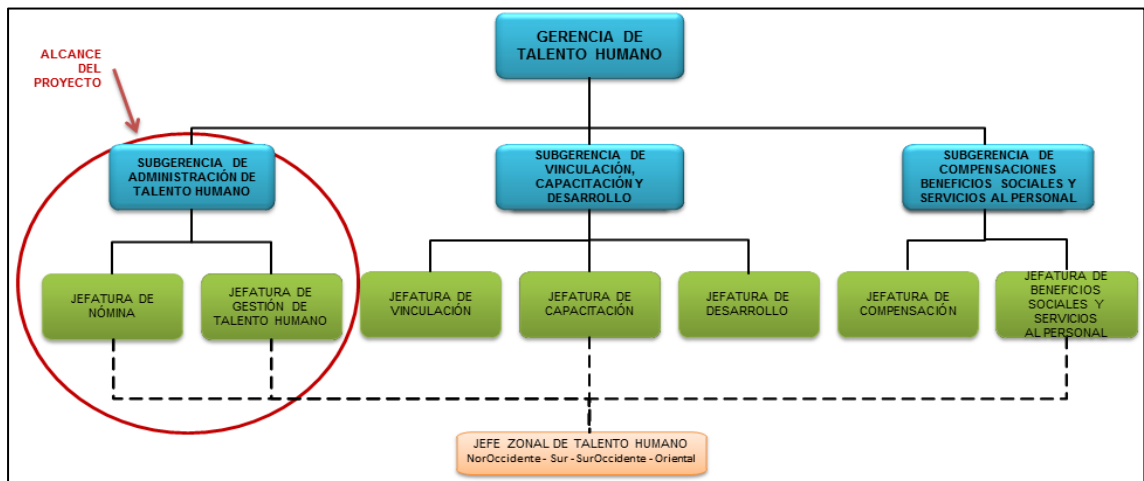 GERENCIA DE
TALENTO HUMANO
ALCANCE
DEL
PROYECTO
SUBGERENCIA DE
ADMINISTRACIÓN DE
TALENTO HUMANO
SUBGERENCIA DE
VINCULACIÓN,
CAPACITACIÓN Y
DESARROLLO
SUBGERENCIA DE
COMPENSACIONES
BENEFICIOS SOCIALES Y
SERVICIOS AL PERSONAL
JEFATURA DE
NÓMINA
JEFATURA DE
GESTIÓN DE
TALENTO HUMANO
JEFATURA DE
VINCULACIÓN
JEFATURA DE
CAPACITACIÓN
JEFATURA DE
DESARROLLO
JEFATURA DE
COMPENSACIÓN
JEFATURA DE
BENEFICIOS
SOCIALES Y
SERVICIOS
AL PERSONAL
JEFE ZONAL DE TALENTO HUMANO
NorOccidente - Sur - SurOccidente - Oriental